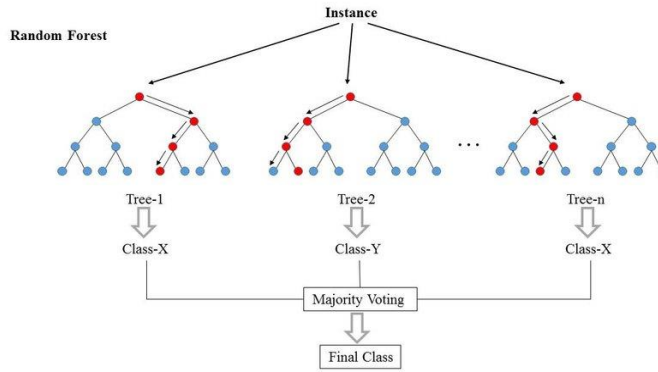 Instance
Random Forest
...
Tree-1 Tree-2 Tree-n
Class-X Class-Y Class-X
Majority Voting
Final Class